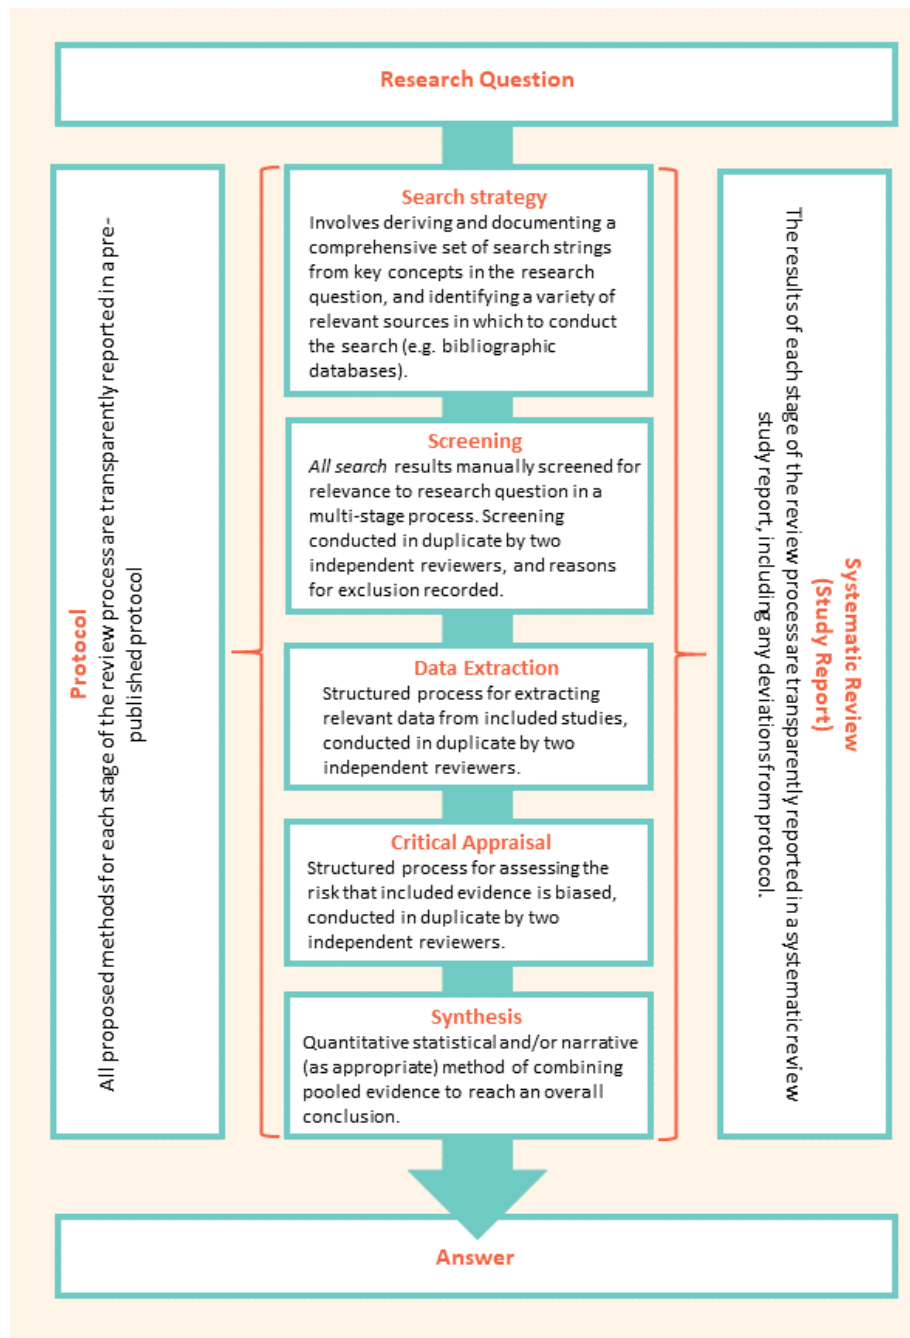 Research Question
Protocol
All proposed methods for each stage of the review process are transparently reported in a pre-
published protocol
Search strategy
Involves deriving and documenting a
comprehensive set of search strings
from key concepts in the research
question, and identifying a variety of
relevant sources in which to conduct
the search (e.g. bibliographic
databases).
Screening
All search results manually screened for
relevance to research question in a
multi-stage process. Screening
conducted in duplicate by two
independent reviewers, and reasons
for exclusion recorded.
Data Extraction
Structured process for extracting
relevant data from included studies,
conducted in duplicate by two
independent reviewers.
Critical Appraisal
Structured process for assessing the
risk that included evidence is biased,
conducted in duplicate by two
independent reviewers.
Synthesis
Quantitative statistical and/or narrative
(as appropriate) method of combining
pooled evidence to reach an overall
conclusion.
Systematic Review
(Study Report)
The results of each stage of the review process are transparently reported in a systematic review
study report, including any deviations from protocol.
Answer